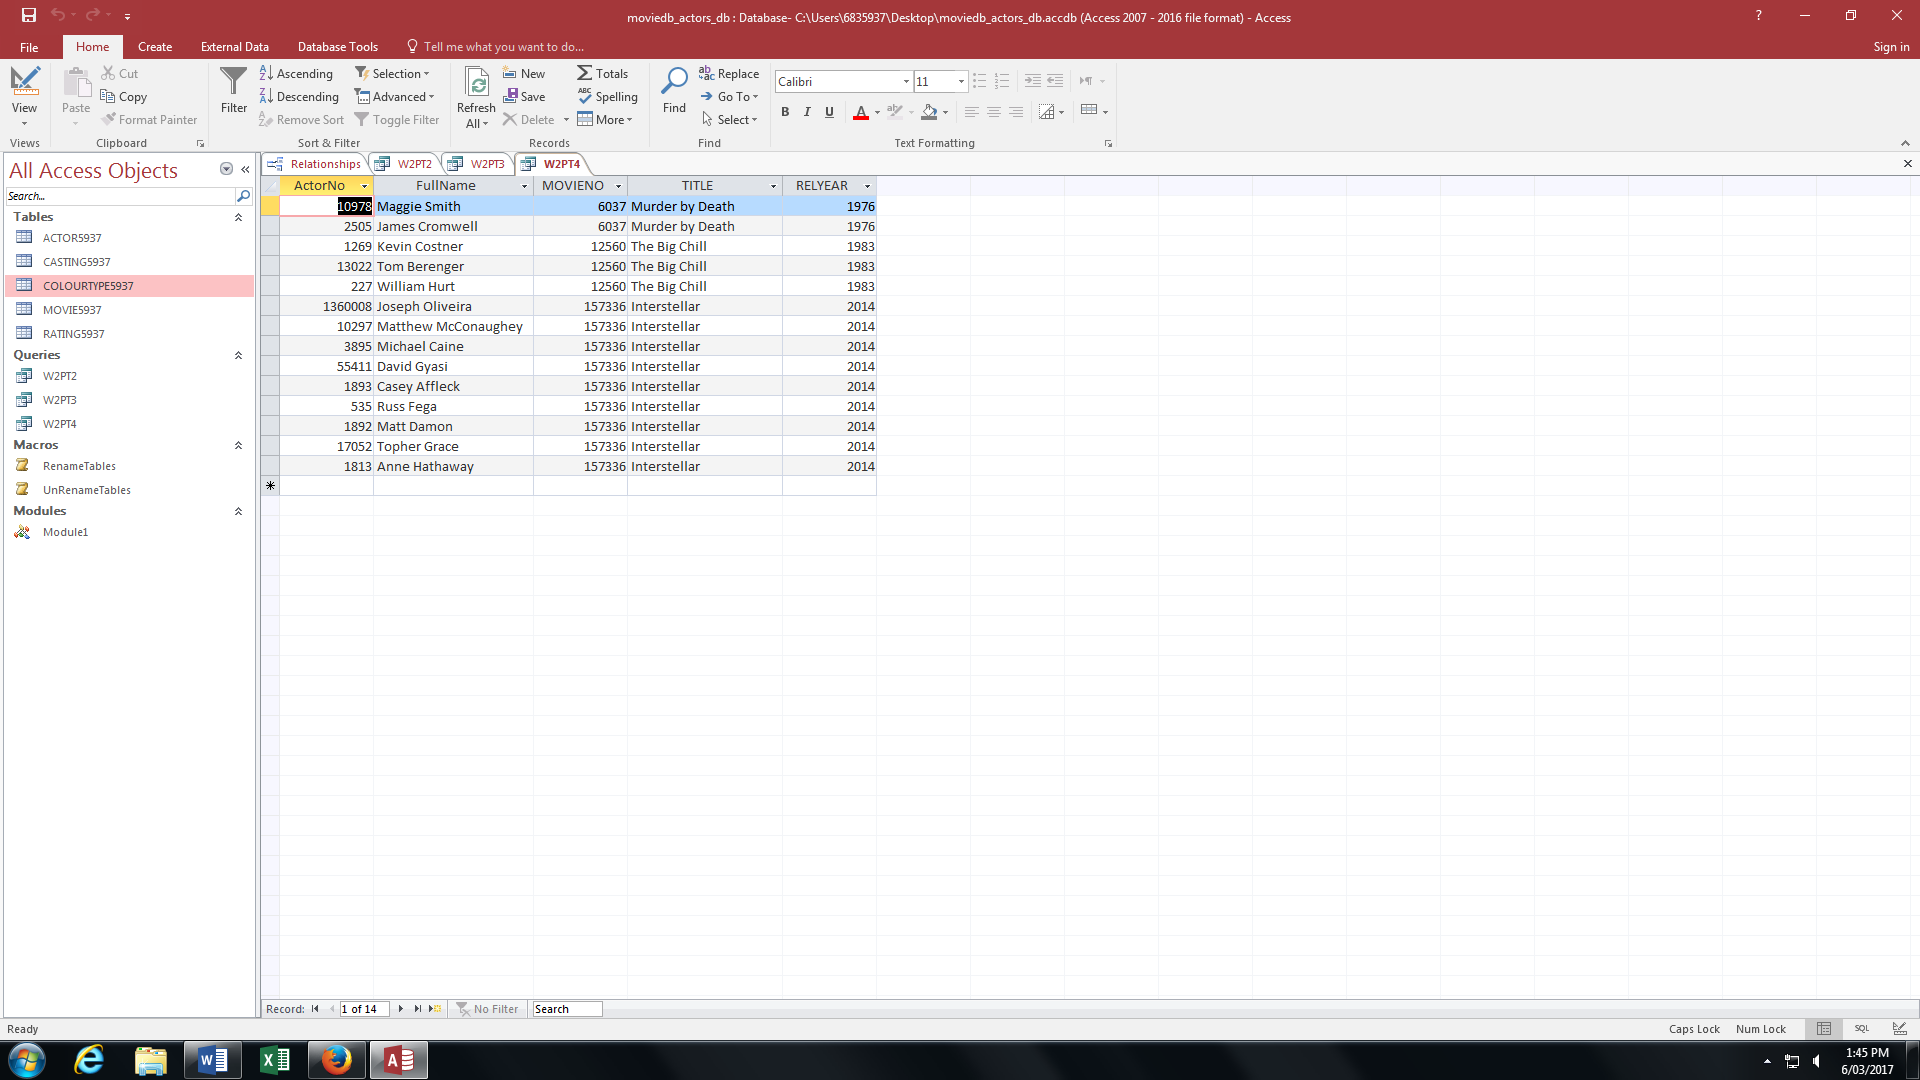 moviedb_actors_db : Database- C:\Users\6835937\Desktop\moviedb_actors_db.accdb (Access 2007 - 2016 file format) - Access
?
File Home Create External Data Database Tools Tell me what you want to do... Sign in
View
Views
Paste
Cut
Copy
Format Painter
Clipboard
Filter
Ascending
Descending
Remove Sort
Selection
Advanced
Toggle Filter
Sort & Filter
Refresh All
New
Save
Delete
Totals
Spelling
More
Records
Find
Replace
Go To
Select
Find
Calibri 11
B I U
Text Formatting
All Access Objects
Search...
Tables
ACTOR5937
CASTING5937
COLOURTYPE5937
MOVIE5937
RATING5937
Queries
W2PT2
W2PT3
W2PT4
Macros
RenameTables
UnRenameTables
Modules
Module1
Relationships W2PT2 W2PT3 W2PT4
ActorNo FullName MOVIENO TITLE RELYEAR
10978 Maggie Smith 6037 Murder by Death 1976
2505 James Cromwell 6037 Murder by Death 1976
1269 Kevin Costner 12560 The Big Chill 1983
13022 Tom Berenger 12560 The Big Chill 1983
227 William Hurt 12560 The Big Chill 1983
1360008 Joseph Oliveira 157336 Interstellar 2014
10297 Matthew McConaughey 157336 Interstellar 2014
3895 Michael Caine 157336 Interstellar 2014
55411 David Gyasi 157336 Interstellar 2014
1893 Casey Affleck 157336 Interstellar 2014
535 Russ Fega 157336 Interstellar 2014
1892 Matt Damon 157336 Interstellar 2014
17052 Topher Grace 157336 Interstellar 2014
1813 Anne Hathaway 157336 Interstellar 2014
Record: 1 of 14 No Filter Search
Ready Caps Lock Num Lock SQL
1:45 PM
6/03/2017